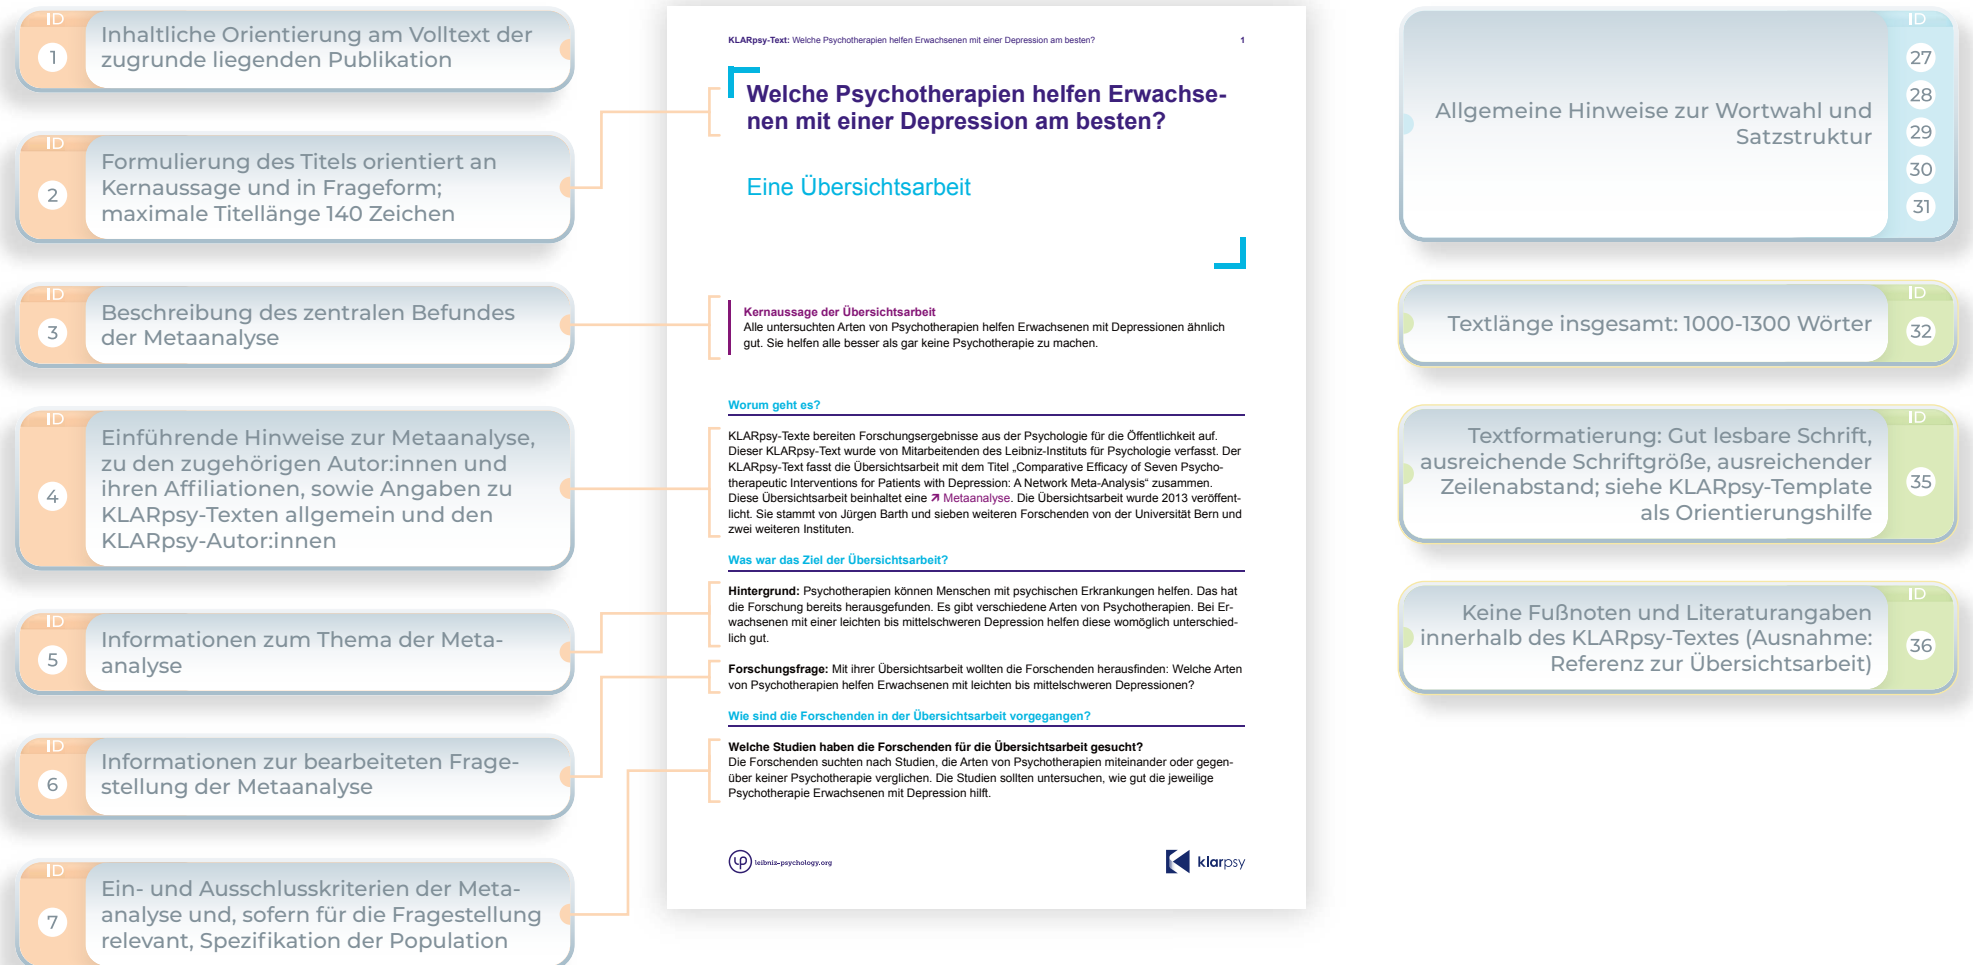 ID
1
Inhaltliche Orientierung am Volltext der
zugrunde liegenden Publikation
ID
2
Formulierung des Titels orientiert an
Kernaussage und in Frageform;
maximale Titellänge 140 Zeichen
ID
3
Beschreibung des zentralen Befundes
der Metaanalyse
ID
4
Einführende Hinweise zur Metaanalyse,
zu den zugehörigen Autor:innen und
ihren Affiliationen, sowie Angaben zu
KLARpsy-Texten allgemein und den
KLARpsy-Autor:innen
ID
5
Informationen zum Thema der Meta-
analyse
ID
6
Informationen zur bearbeiteten Frage-
stellung der Metaanalyse
ID
7
Ein- und Ausschlusskriterien der Meta-
analyse und, sofern für die Fragestellung
relevant, Spezifikation der Population
KLARpsy-Text: Welche Psychotherapien helfen Erwachsenen mit einer Depression am besten? 1
Welche Psychotherapien helfen Erwachse-
nen mit einer Depression am besten?
Eine Übersichtsarbeit
Kernaussage der Übersichtsarbeit
Alle untersuchten Arten von Psychotherapien helfen Erwachsenen mit Depressionen ähnlich
gut. Sie helfen alle besser als gar keine Psychotherapie zu machen.
Worum geht es?
KLARpsy-Texte bereiten Forschungsergebnisse aus der Psychologie für die Öffentlichkeit auf.
Dieser KLARpsy-Text wurde von Mitarbeitenden des Leibniz-Instituts für Psychologie verfasst. Der
KLARpsy-Text fasst die Übersichtsarbeit mit dem Titel „Comparative Efficacy of Seven Psycho-
therapeutic Interventions for Patients with Depression: A Network Meta-Analysis“ zusammen.
Diese Übersichtsarbeit beinhaltet eine ↗ Metaanalyse. Die Übersichtsarbeit wurde 2013 veröffent-
licht. Sie stammt von Jürgen Barth und sieben weiteren Forschenden von der Universität Bern und
zwei weiteren Instituten.
Was war das Ziel der Übersichtsarbeit?
Hintergrund: Psychotherapien können Menschen mit psychischen Erkrankungen helfen. Das hat
die Forschung bereits herausgefunden. Es gibt verschiedene Arten von Psychotherapien. Bei Er-
wachsenen mit einer leichten bis mittelschweren Depression helfen diese womöglich unterschied-
lich gut.
Forschungsfrage: Mit ihrer Übersichtsarbeit wollten die Forschenden herausfinden: Welche Arten
von Psychotherapien helfen Erwachsenen mit leichten bis mittelschweren Depressionen?
Wie sind die Forschenden in der Übersichtsarbeit vorgegangen?
Welche Studien haben die Forschenden für die Übersichtsarbeit gesucht?
Die Forschenden suchten nach Studien, die Arten von Psychotherapien miteinander oder gegen-
über keiner Psychotherapie verglichen. Die Studien sollten untersuchen, wie gut die jeweilige
Psychotherapie Erwachsenen mit Depression hilft.
leibniz-psychology.org
klarpsy
ID
27
28
29
30
31
Allgemeine Hinweise zur Wortwahl und
Satzstruktur
ID
32
Textlänge insgesamt: 1000-1300 Wörter
ID
35
Textformatierung: Gut lesbare Schrift,
ausreichende Schriftgröße, ausreichender
Zeilenabstand; siehe KLARpsy-Template
als Orientierungshilfe
ID
36
Keine Fußnoten und Literaturangaben
innerhalb des KLARpsy-Textes (Ausnahme:
Referenz zur Übersichtsarbeit)